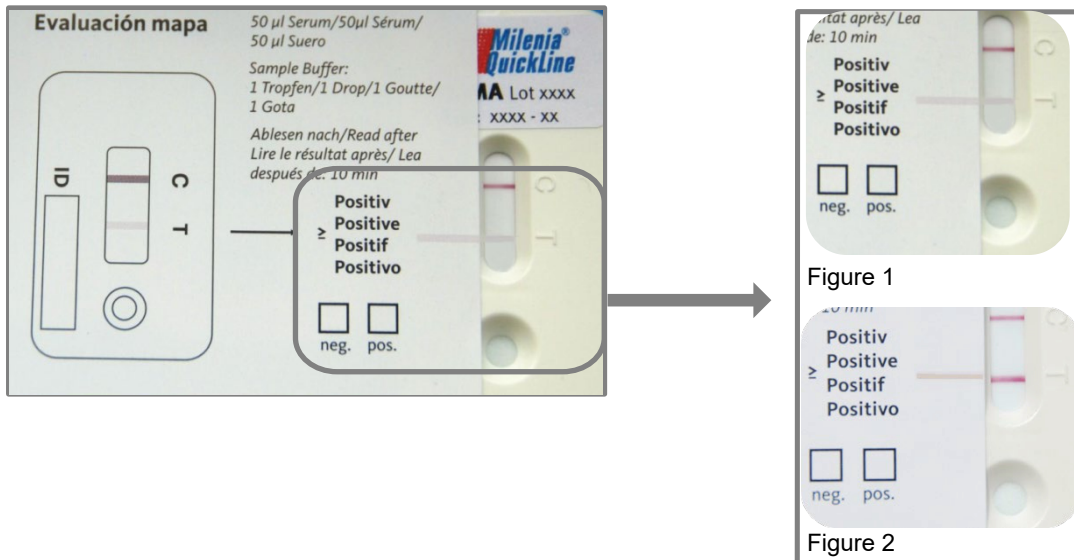 Evaluación mapa
50 µl Serum/50µl Sérum/
50 µl Suero
Sample Buffer:
1 Tropfen/1 Drop/1 Goutte/
1 Gota
Ablesen nach/Read after
Lire le résultat après/ Lea
después de: 10 min
Milenia®
QuickLine
MA Lot xxxx
: xxxx - xx
ID
C
T
≥
Positiv
Positive
Positif
Positivo
neg. pos.
C
T
ltat après/ Lea
de: 10 min
≥
Positiv
Positive
Positif
Positivo
neg. pos.
C
T
Figure 1
10 min
≥
Positiv
Positive
Positif
Positivo
neg. pos.
C
T
Figure 2